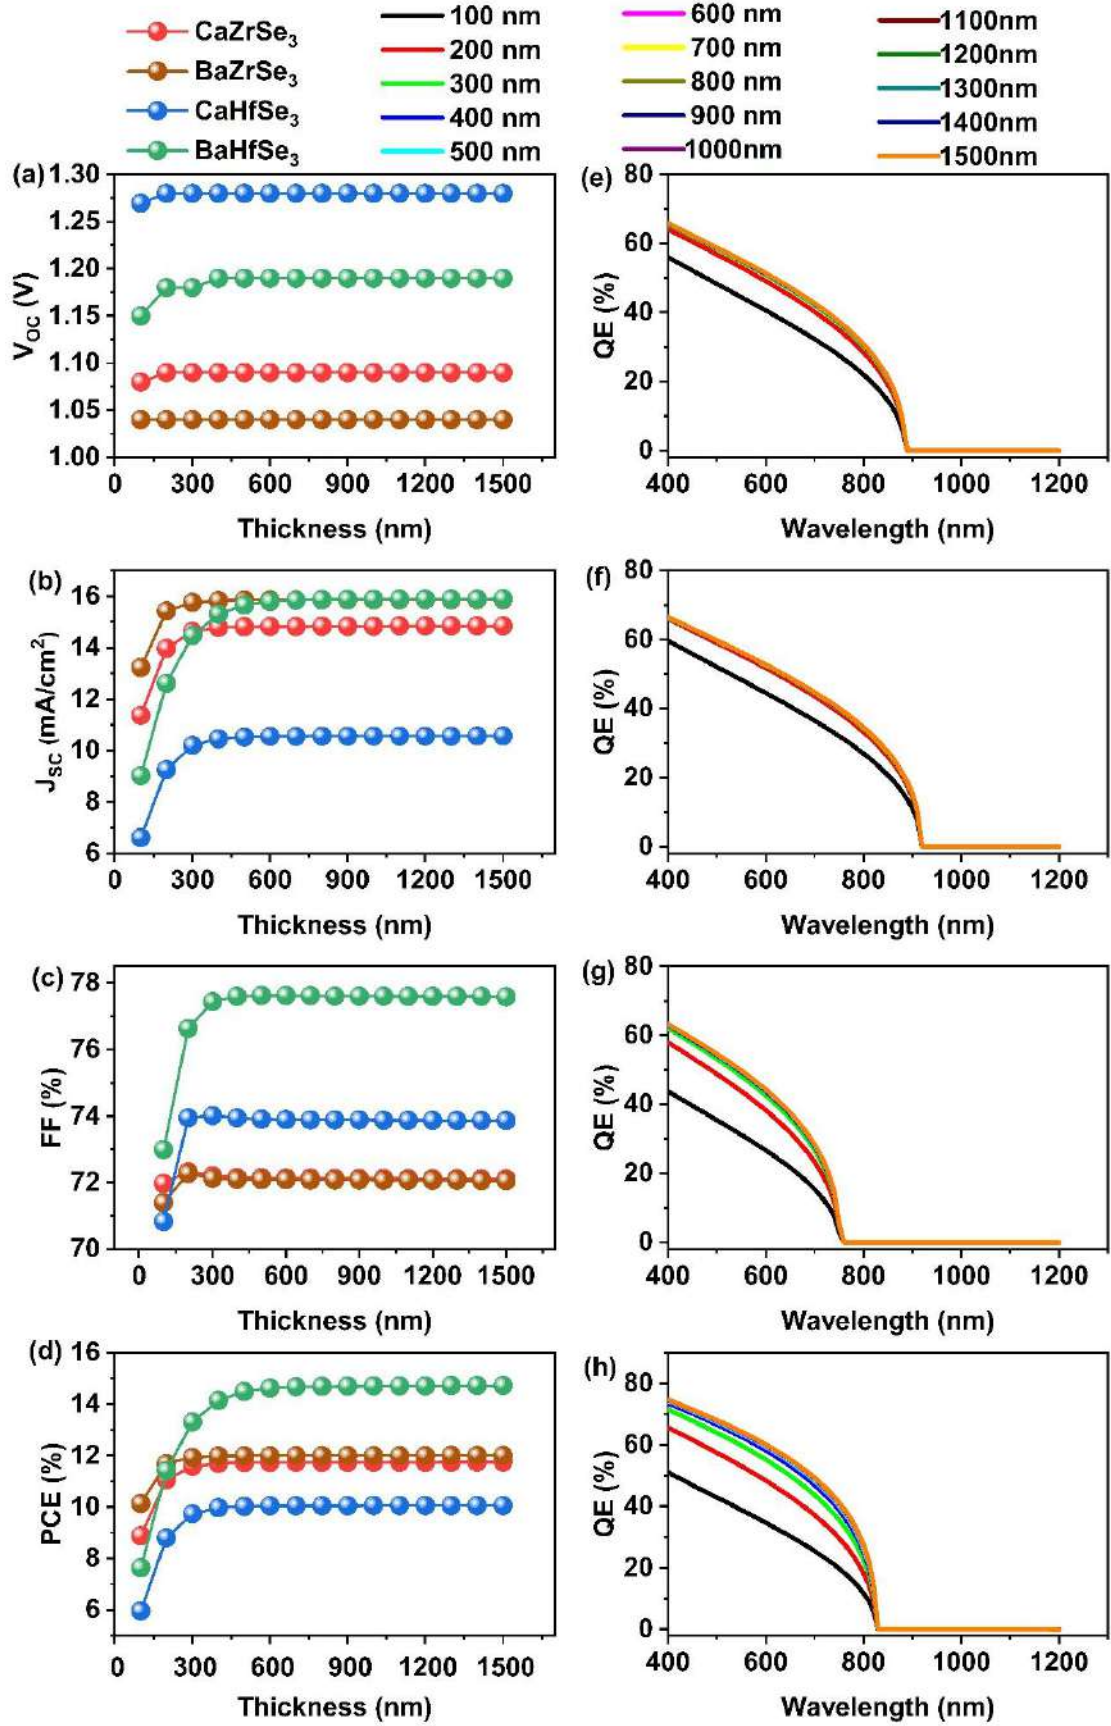 CaZrSe3
BaZrSe3
CaHfSe3
BaHfSe3
100 nm
200 nm
300 nm
400 nm
500 nm
600 nm
700 nm
800 nm
900 nm
1000nm
1100nm
1200nm
1300nm
1400nm
1500nm
(a)
1.30
1.25
1.20
1.15
1.10
1.05
1.00
VOC (V)
0 300 600 900 1200 1500
Thickness (nm)
(e)
80
60
40
20
0
QE (%)
400 600 800 1000 1200
Wavelength (nm)
(b)
16
14
12
10
8
6
JSC (mA/cm2)
0 300 600 900 1200 1500
Thickness (nm)
(f)
80
60
40
20
0
QE (%)
400 600 800 1000 1200
Wavelength (nm)
(c)
78
76
74
72
70
FF (%)
0 300 600 900 1200 1500
Thickness (nm)
(g)
80
60
40
20
0
QE (%)
400 600 800 1000 1200
Wavelength (nm)
(d)
16
14
12
10
8
6
PCE (%)
0 300 600 900 1200 1500
Thickness (nm)
(h)
80
60
40
20
0
QE (%)
400 600 800 1000 1200
Wavelength (nm)